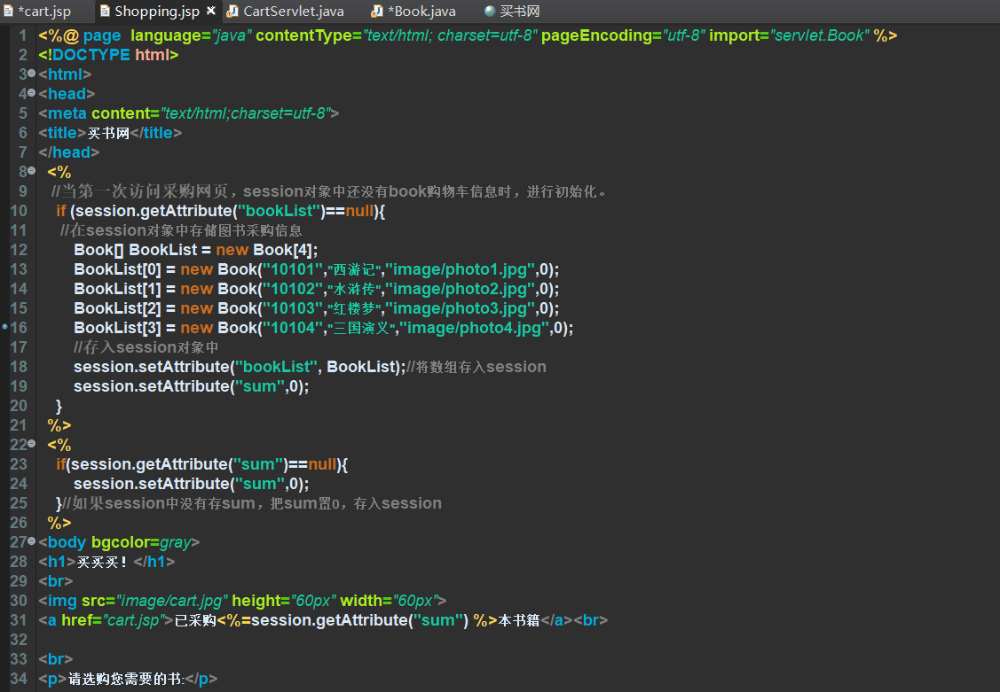 *cart.jsp Shopping.jsp CartServlet.java *Book.java 买书网
1 <%@ page language="java" contentType="text/html; charset=utf-8" pageEncoding="utf-8" import="servlet.Book" %>
2 <!DOCTYPE html>
3 <html>
4 <head>
5 <meta content="text/html;charset=utf-8">
6 <title>买书网</title>
7 </head>
8 <%
9 //当第一次访问采购网页，session对象中还没有book购物车信息时，进行初始化。
10 if (session.getAttribute("bookList")==null){
11 //在session对象中存储图书采购信息
12 Book[] BookList = new Book[4];
13 BookList[0] = new Book("10101","西游记","image/photo1.jpg",0);
14 BookList[1] = new Book("10102","水浒传","image/photo2.jpg",0);
15 BookList[2] = new Book("10103","红楼梦","image/photo3.jpg",0);
16 BookList[3] = new Book("10104","三国演义","image/photo4.jpg",0);
17 //存入session对象中
18 session.setAttribute("bookList", BookList);//将数组存入session
19 session.setAttribute("sum",0);
20 }
21 %>
22 <%
23 if(session.getAttribute("sum")==null){
24 session.setAttribute("sum",0);
25 }//如果session中没有存sum，把sum置0，存入session
26 %>
27 <body bgcolor=gray>
28 <h1>买买买！</h1>
29 <br>
30 <img src="image/cart.jpg" height="60px" width="60px">
31 <a href="cart.jsp">已采购<%=session.getAttribute("sum") %>本书籍</a><br>
32
33 <br>
34 <p>请选购您需要的书:</p>